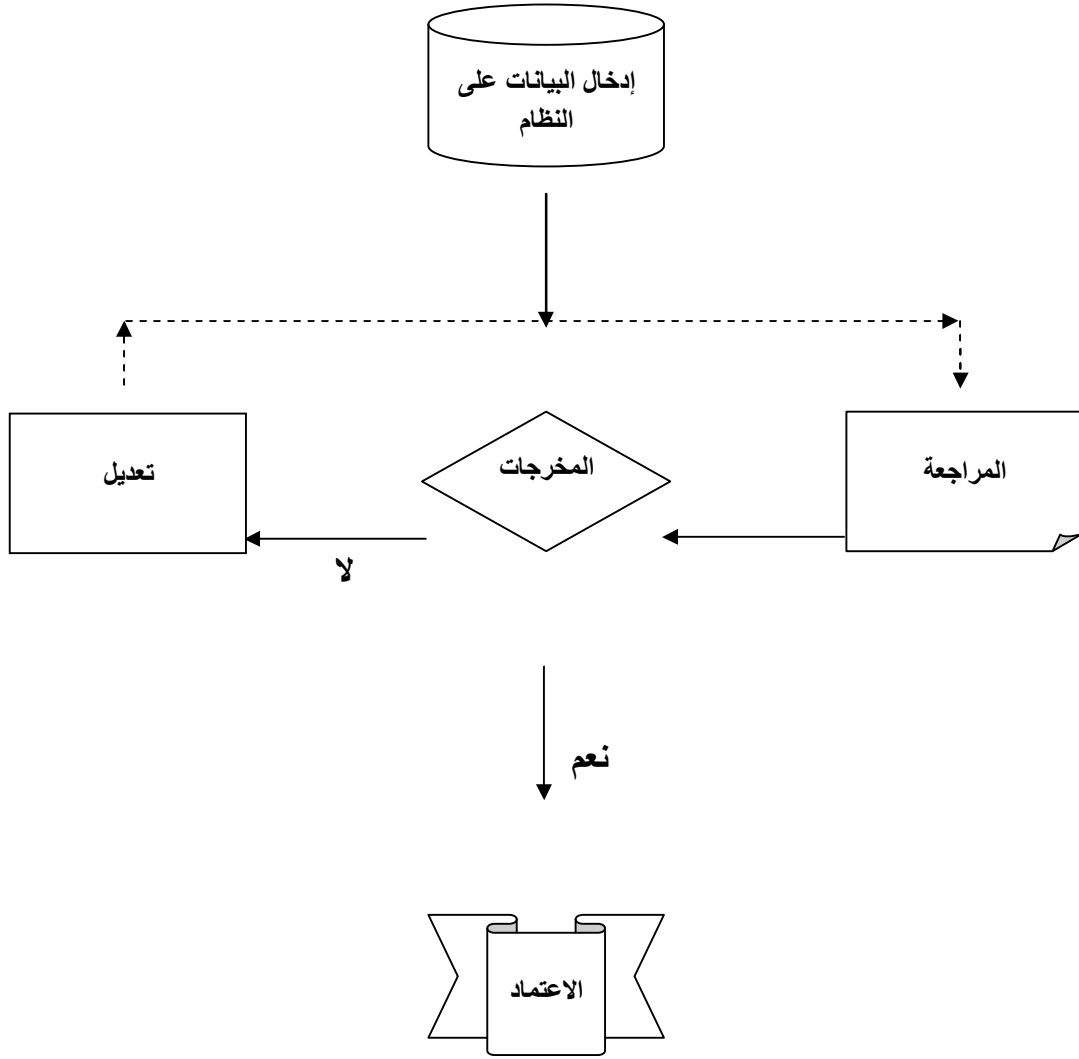 إدخال البيانات على
النظام
المراجعة
المخرجات
تعديل
لا
نعم
الاعتماد